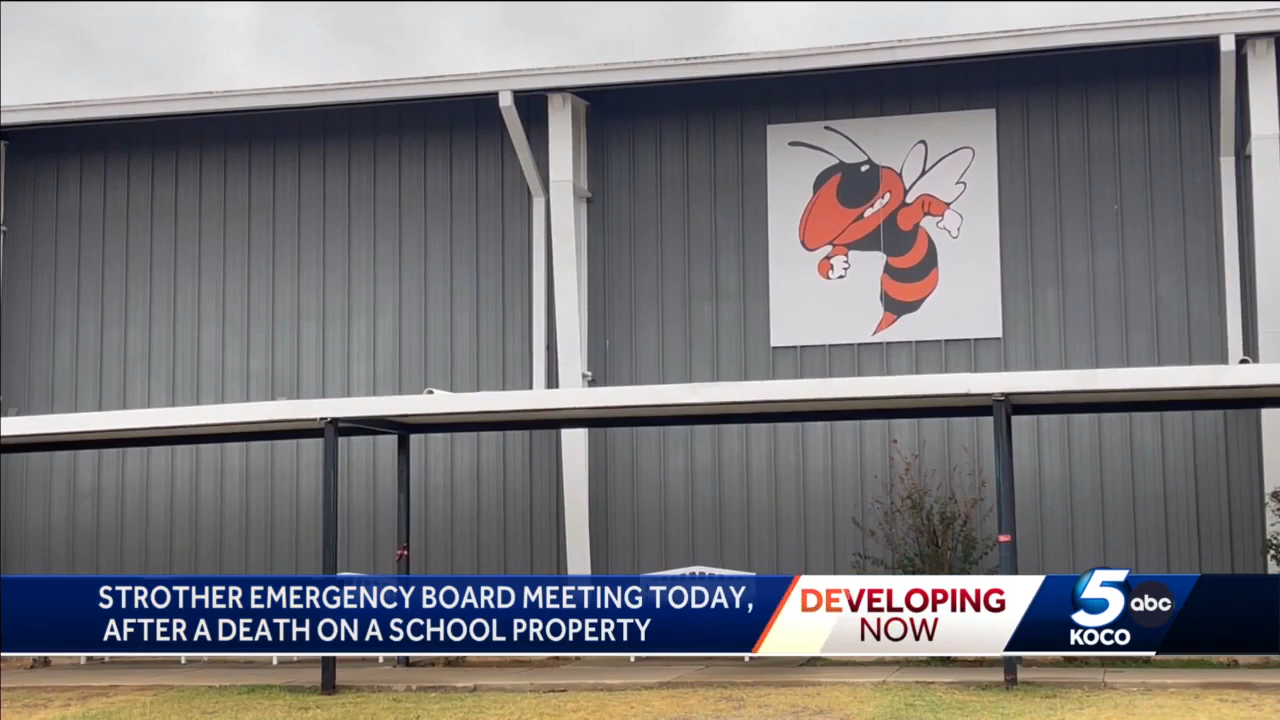 STROTHER EMERGENCY BOARD MEETING TODAY,
AFTER A DEATH ON A SCHOOL PROPERTY
DEVELOPING
NOW
5 abc
KOCO